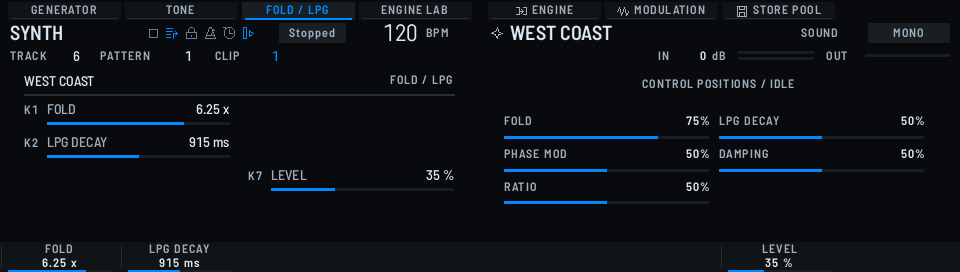 GENERATOR TONE FOLD / LPG ENGINE LAB ENGINE MODULATION STORE POOL
SYNTH Stopped 120 BPM WEST COAST SOUND MONO
TRACK 6 PATTERN 1 CLIP 1 IN 0 dB OUT
WEST COAST FOLD / LPG CONTROL POSITIONS / IDLE
K1 FOLD 6.25 x
K2 LPG DECAY 915 ms
K7 LEVEL 35 %
FOLD 75% LPG DECAY 50%
PHASE MOD 50% DAMPING 50%
RATIO 50%
FOLD LPG DECAY LEVEL
6.25 x 915 ms 35 %